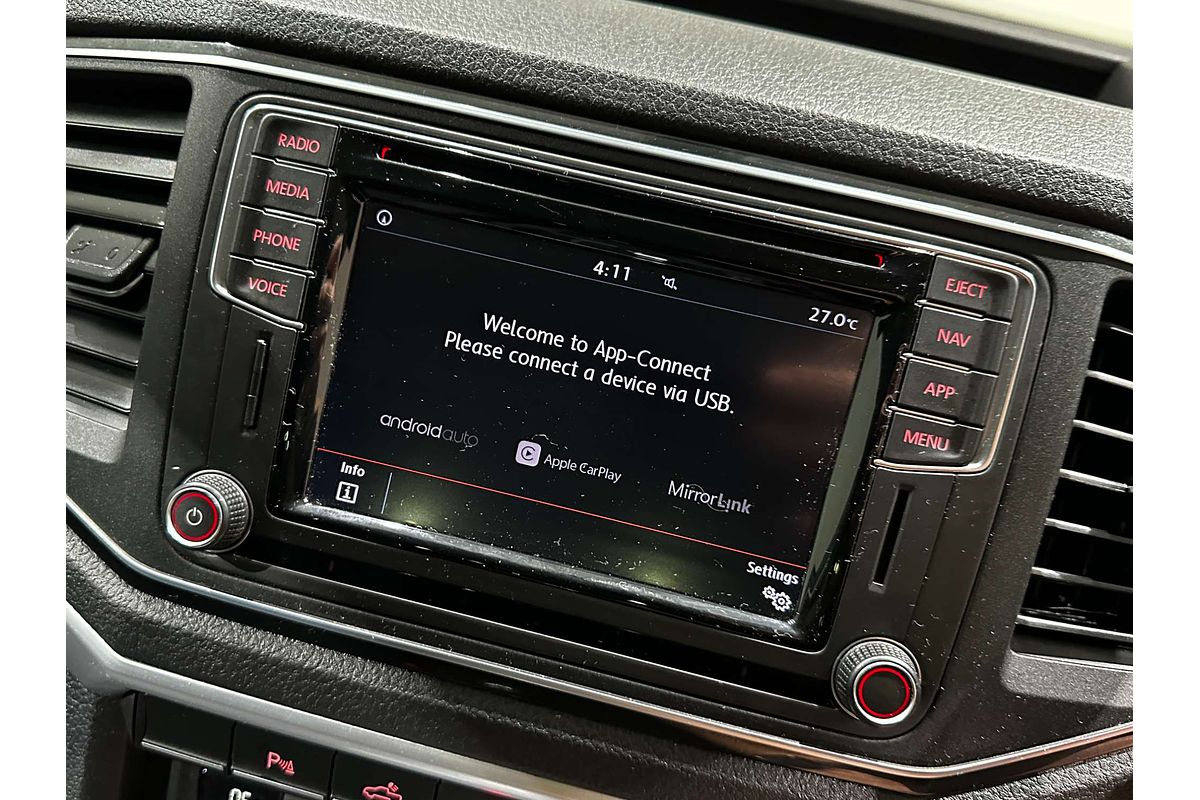 RADIO
MEDIA
PHONE
VOICE
4:11
27.0°C
Welcome to App-Connect
Please connect a device via USB.
androidauto
Apple CarPlay
MirrorLink
Info
Settings
EJECT
NAV
APP
MENU
P